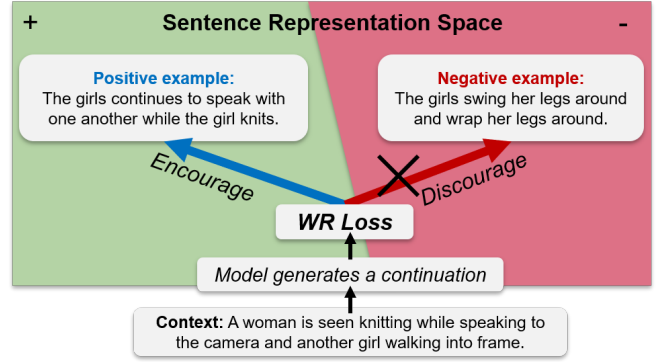 + Sentence Representation Space -
Positive example:
The girls continues to speak with
one another while the girl knits.
Negative example:
The girls swing her legs around
and wrap her legs around.
Encourage
Discourage
WR Loss
Model generates a continuation
Context: A woman is seen knitting while speaking to
the camera and another girl walking into frame.